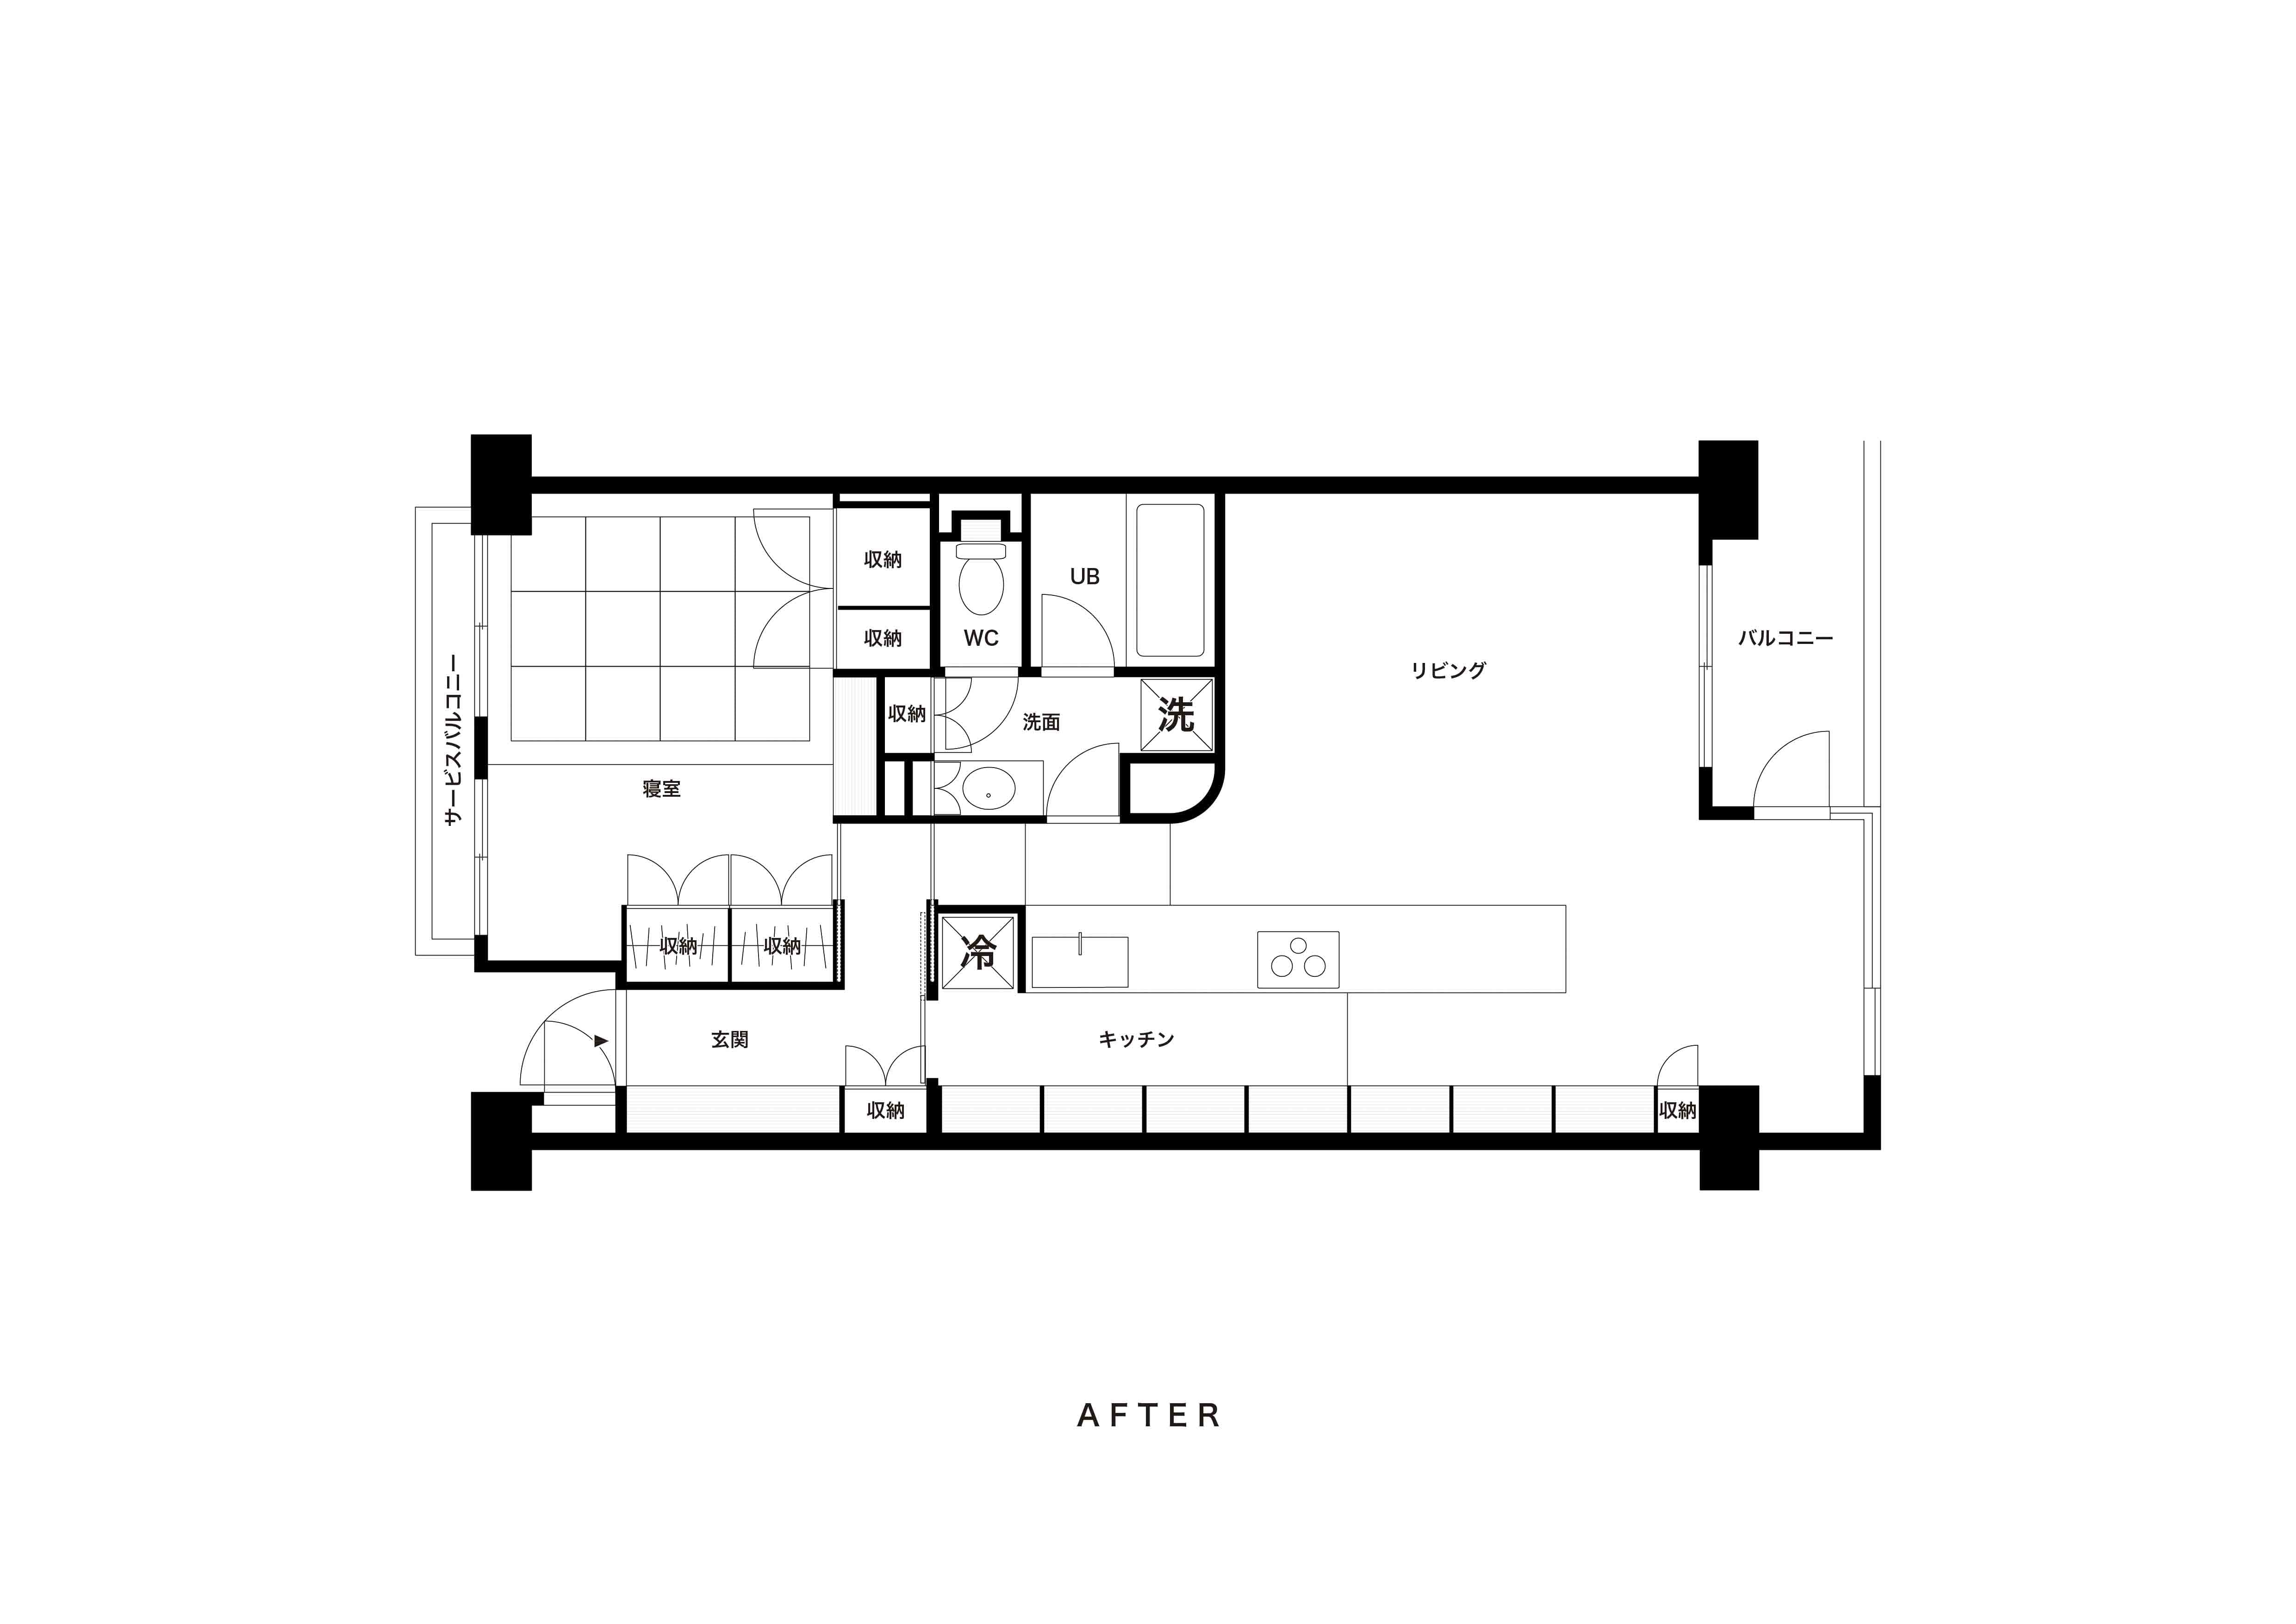 収納
UB
収納
WC
バルコニー
リビング
サービスバルコニー
収納
洗面
洗
寝室
収納
収納
冷
玄関
キッチン
収納
収納
AFTER